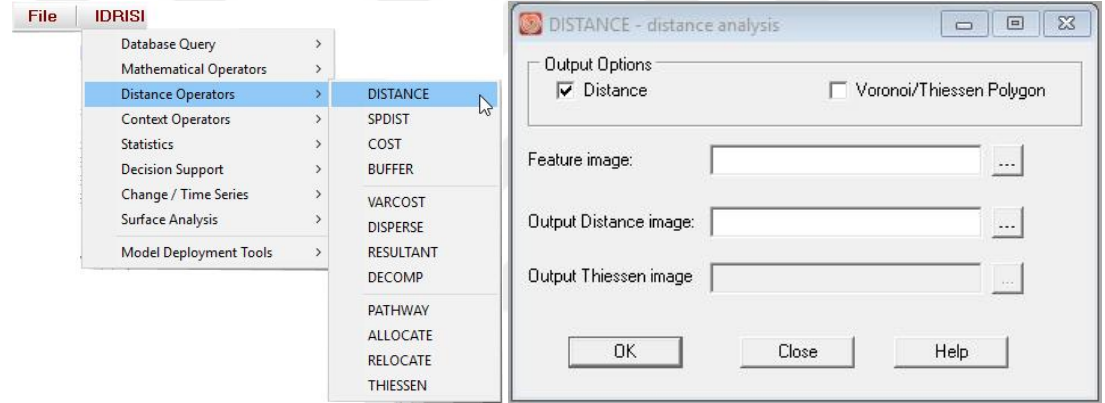 File IDRISI
Database Query >
Mathematical Operators >
Distance Operators >
Context Operators >
Statistics >
Decision Support >
Change / Time Series >
Surface Analysis >
Model Deployment Tools >
DISTANCE
SPDIST
COST
BUFFER
VARCOST
DISPERSE
RESULTANT
DECOMP
PATHWAY
ALLOCATE
RELOCATE
THIESSEN
DISTANCE - distance analysis
Output Options
Distance Voronoi/Thiessen Polygon
Feature image: ...
Output Distance image: ...
Output Thiessen image ...
OK Close Help